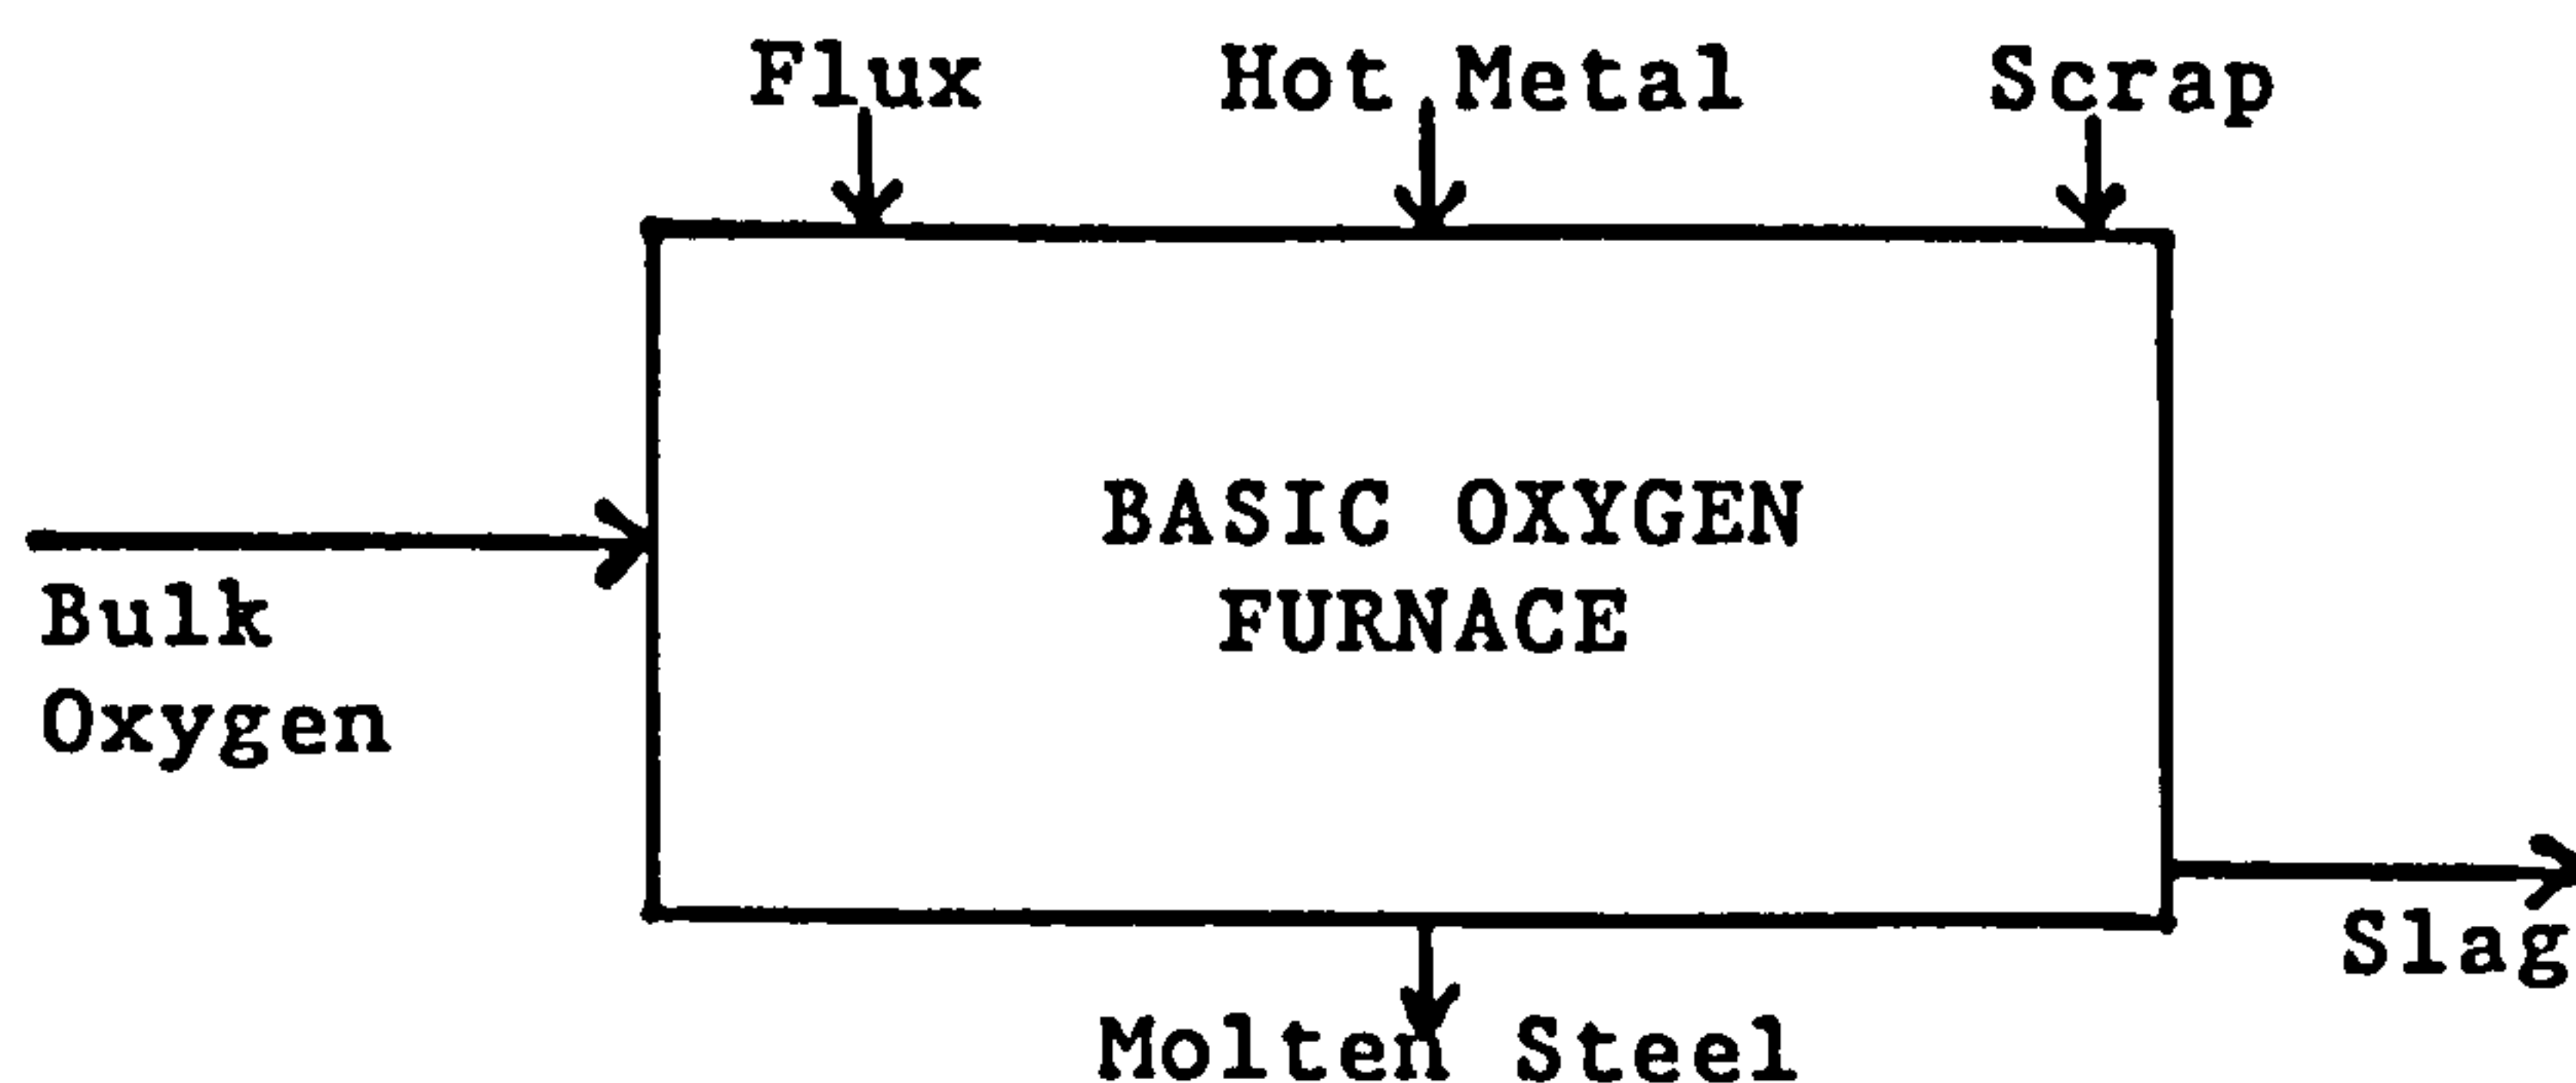 Flux Hot Metal Scrap
BASIC OXYGEN
FURNACE
Bulk
Oxygen
Slag
Molten Steel